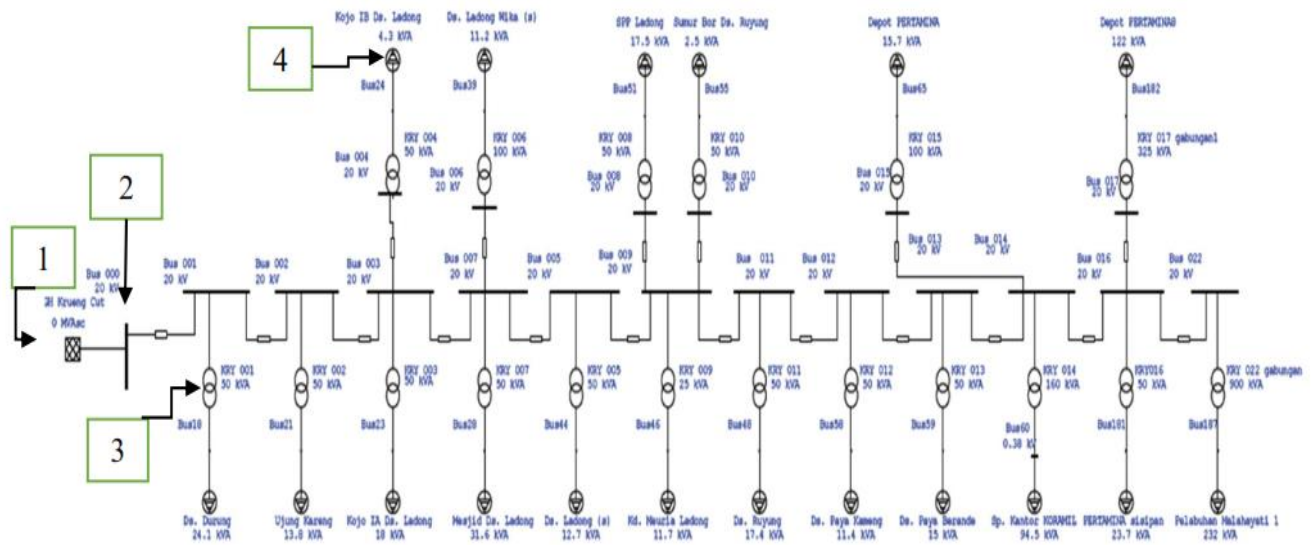 Kojo IB Ds. Ladong
4.3 kVA
Ds. Ladong Mika (s)
11.2 kVA
SPP Ladong
17.5 kVA
Sumur Bor Ds. Ruyung
2.5 kVA
Depot PERTAMINA
15.7 kVA
Depot PERTAMINA8
122 kVA
4
Bus24
Bus39
Bus51
Bus55
Bus65
Bus182
KRY 004
50 kVA
KRY 006
100 kVA
KRY 008
50 kVA
KRY 010
50 kVA
KRY 015
100 kVA
KRY 017 gabungan1
325 kVA
Bus 004
20 kV
Bus 006
20 kV
Bus 008
20 kV
Bus 010
20 kV
Bus 015
20 kV
Bus 017
20 kV
2
1
Bus 000
20 kV
Bus 001
20 kV
Bus 002
20 kV
Bus 003
20 kV
Bus 007
20 kV
Bus 005
20 kV
Bus 009
20 kV
Bus 011
20 kV
Bus 012
20 kV
Bus 013
20 kV
Bus 014
20 kV
Bus 016
20 kV
Bus 022
20 kV
GH Krueng Cut
0 MVAsc
KRY 001
50 kVA
KRY 002
50 kVA
KRY 003
50 kVA
KRY 007
50 kVA
KRY 005
50 kVA
KRY 009
25 kVA
KRY 011
50 kVA
KRY 012
50 kVA
KRY 013
50 kVA
KRY 014
160 kVA
KRY016
50 kVA
KRY 022 gabungan
900 kVA
3
Bus18
Bus21
Bus23
Bus28
Bus44
Bus46
Bus48
Bus58
Bus59
Bus60
0.38 kV
Bus181
Bus187
Ds. Durung
24.1 kVA
Ujung Kareng
13.8 kVA
Kojo IA Ds. Ladong
18 kVA
Mesjid Ds. Ladong
31.6 kVA
Ds. Ladong (s)
12.7 kVA
Kd. Meuria Ladong
11.7 kVA
Ds. Ruyung
17.4 kVA
Ds. Paya Kameng
11.4 kVA
Ds. Paya Berande
15 kVA
Sp. Kantor KORAMIL
94.5 kVA
PERTAMINA sisipan
23.7 kVA
Pelabuhan Malahayati 1
232 kVA